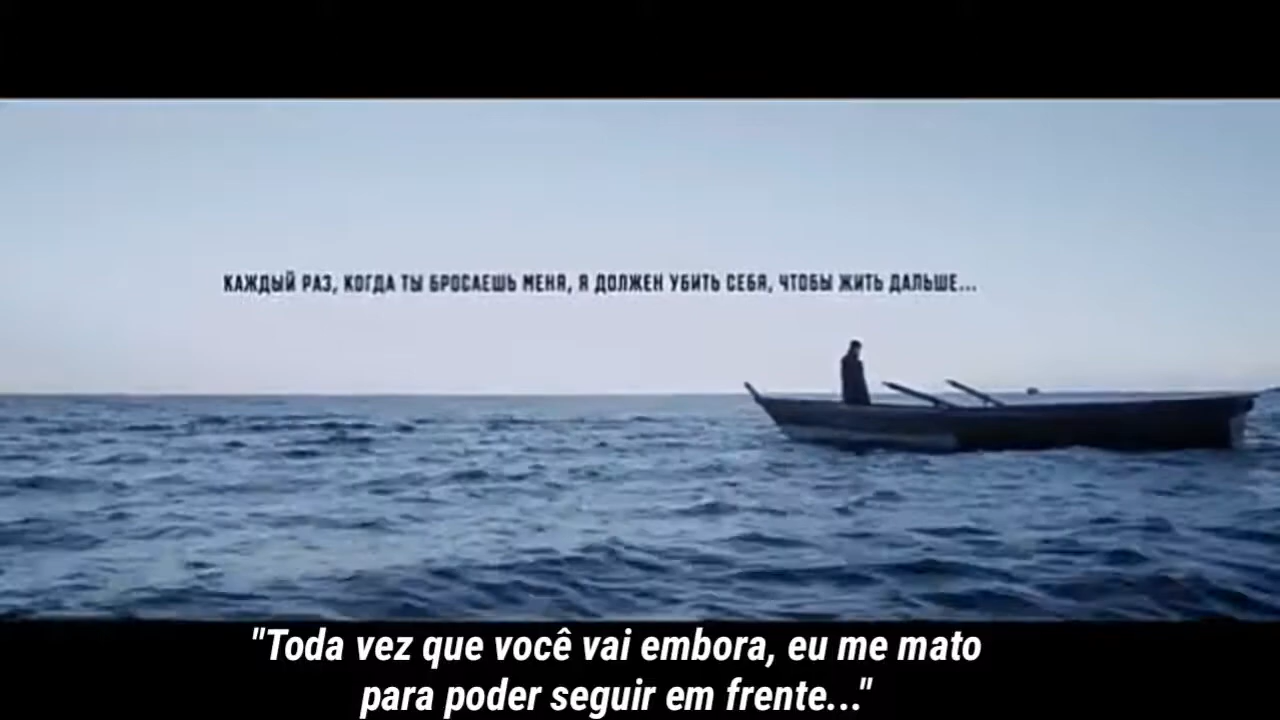 КАЖДЫЙ РАЗ, КОГДА ТЫ БРОСАЕШЬ МЕНЯ, Я ДОЛЖЕН УБИТЬ СЕБЯ, ЧТОБЫ ЖИТЬ ДАЛЬШЕ...
"Toda vez que você vai embora, eu me mato
para poder seguir em frente..."